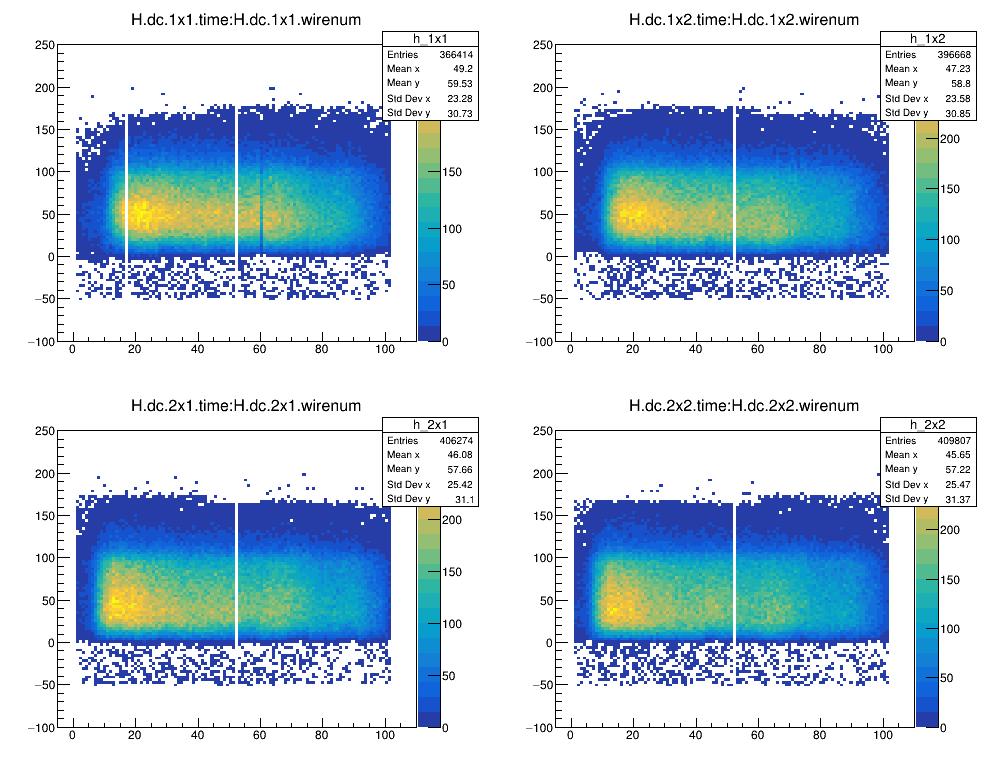 H.dc.1x1.time:H.dc.1x1.wirenum
h_1x1
Entries 366414
Mean x 49.2
Mean y 59.53
Std Dev x 23.28
Std Dev y 30.73
250
200
150
100
50
0
−50
−100
0 20 40 60 80 100
150
100
50
0
H.dc.1x2.time:H.dc.1x2.wirenum
h_1x2
Entries 396668
Mean x 47.23
Mean y 58.8
Std Dev x 23.58
Std Dev y 30.85
250
200
150
100
50
0
−50
−100
0 20 40 60 80 100
200
150
100
50
0
H.dc.2x1.time:H.dc.2x1.wirenum
h_2x1
Entries 406274
Mean x 46.08
Mean y 57.66
Std Dev x 25.42
Std Dev y 31.1
250
200
150
100
50
0
−50
−100
0 20 40 60 80 100
200
150
100
50
0
H.dc.2x2.time:H.dc.2x2.wirenum
h_2x2
Entries 409807
Mean x 45.65
Mean y 57.22
Std Dev x 25.47
Std Dev y 31.37
250
200
150
100
50
0
−50
−100
0 20 40 60 80 100
200
150
100
50
0